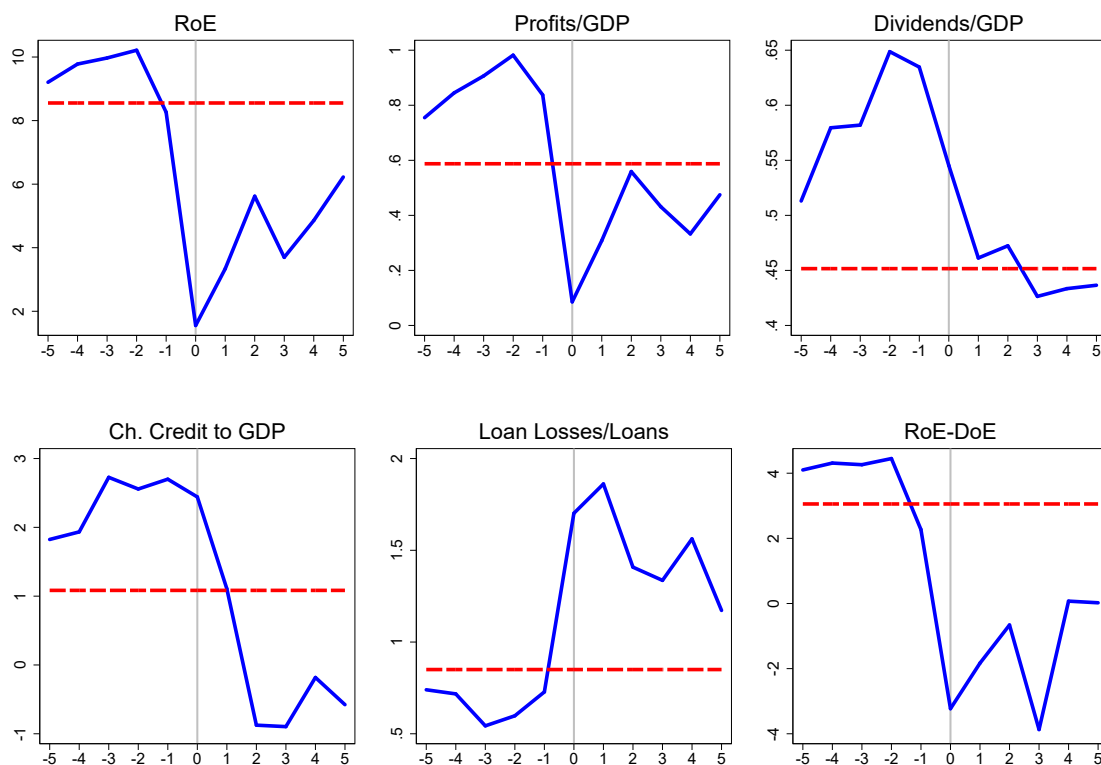 RoE
10
8
6
4
2
-5 -4 -3 -2 -1 0 1 2 3 4 5
Profits/GDP
1
.8
.6
.4
.2
0
-5 -4 -3 -2 -1 0 1 2 3 4 5
Dividends/GDP
.65
.6
.55
.5
.45
.4
-5 -4 -3 -2 -1 0 1 2 3 4 5
Ch. Credit to GDP
3
2
1
0
-1
-5 -4 -3 -2 -1 0 1 2 3 4 5
Loan Losses/Loans
2
1.5
1
.5
-5 -4 -3 -2 -1 0 1 2 3 4 5
RoE-DoE
4
2
0
-2
-4
-5 -4 -3 -2 -1 0 1 2 3 4 5